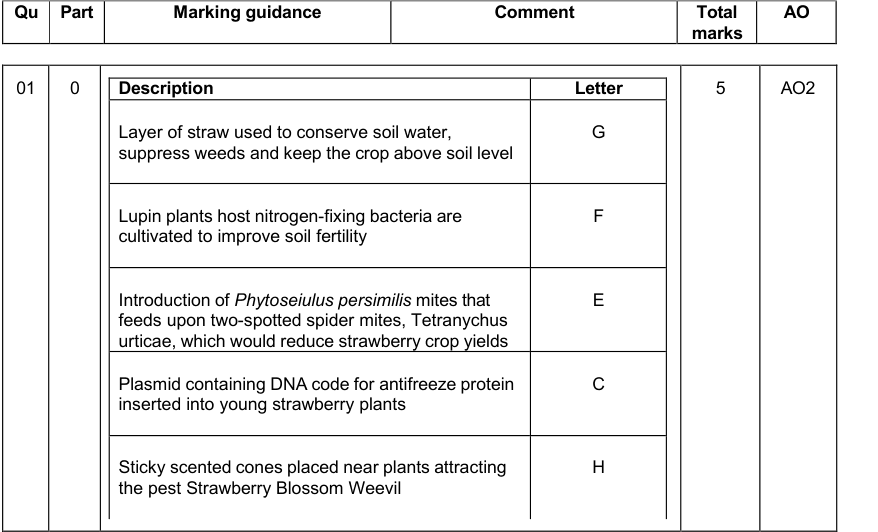 Qu Part Marking guidance Comment Total marks AO
01 0 Description Letter 5 AO2
Layer of straw used to conserve soil water,
suppress weeds and keep the crop above soil level
G
Lupin plants host nitrogen-fixing bacteria are
cultivated to improve soil fertility
F
Introduction of Phytoseiulus persimilis mites that
feeds upon two-spotted spider mites, Tetranychus
urticae, which would reduce strawberry crop yields
E
Plasmid containing DNA code for antifreeze protein
inserted into young strawberry plants
C
Sticky scented cones placed near plants attracting
the pest Strawberry Blossom Weevil
H